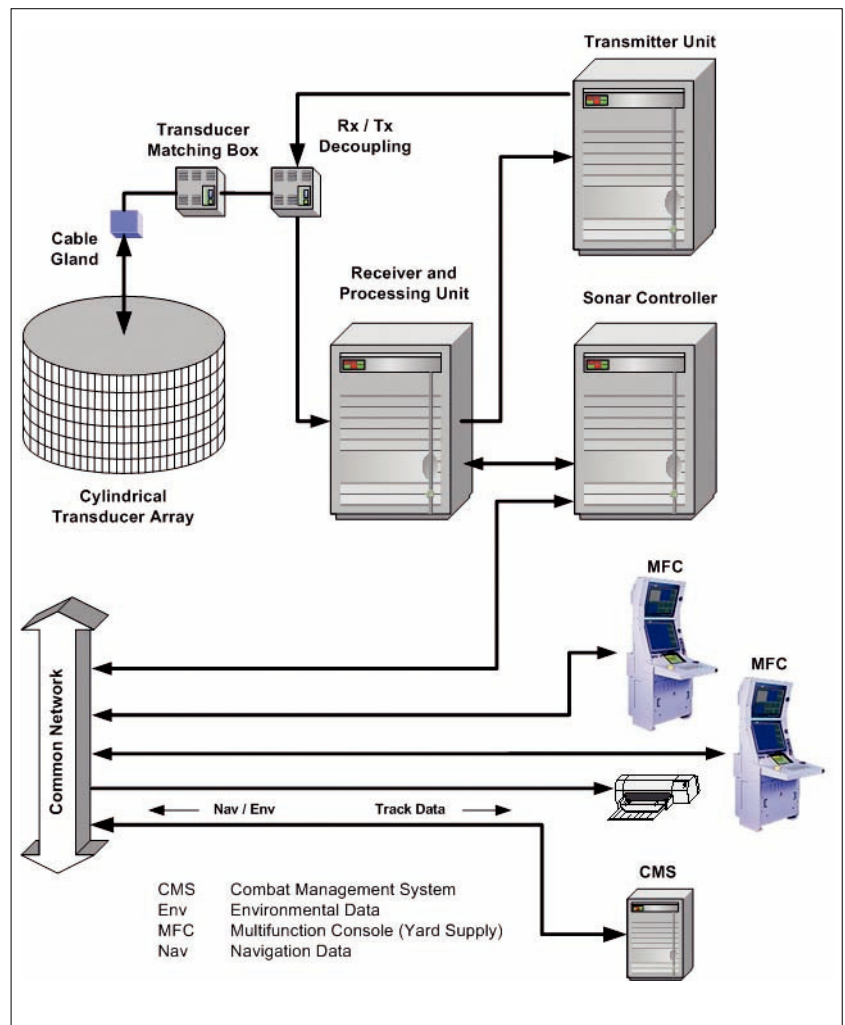 Transmitter Unit
Transducer
Matching Box
Rx / Tx
Decoupling
Cable
Gland
Receiver and
Processing Unit
Sonar Controller
Cylindrical
Transducer Array
MFC
MFC
Common Network
Nav / Env
Track Data
CMS
CMS Combat Management System
Env Environmental Data
MFC Multifunction Console (Yard Supply)
Nav Navigation Data